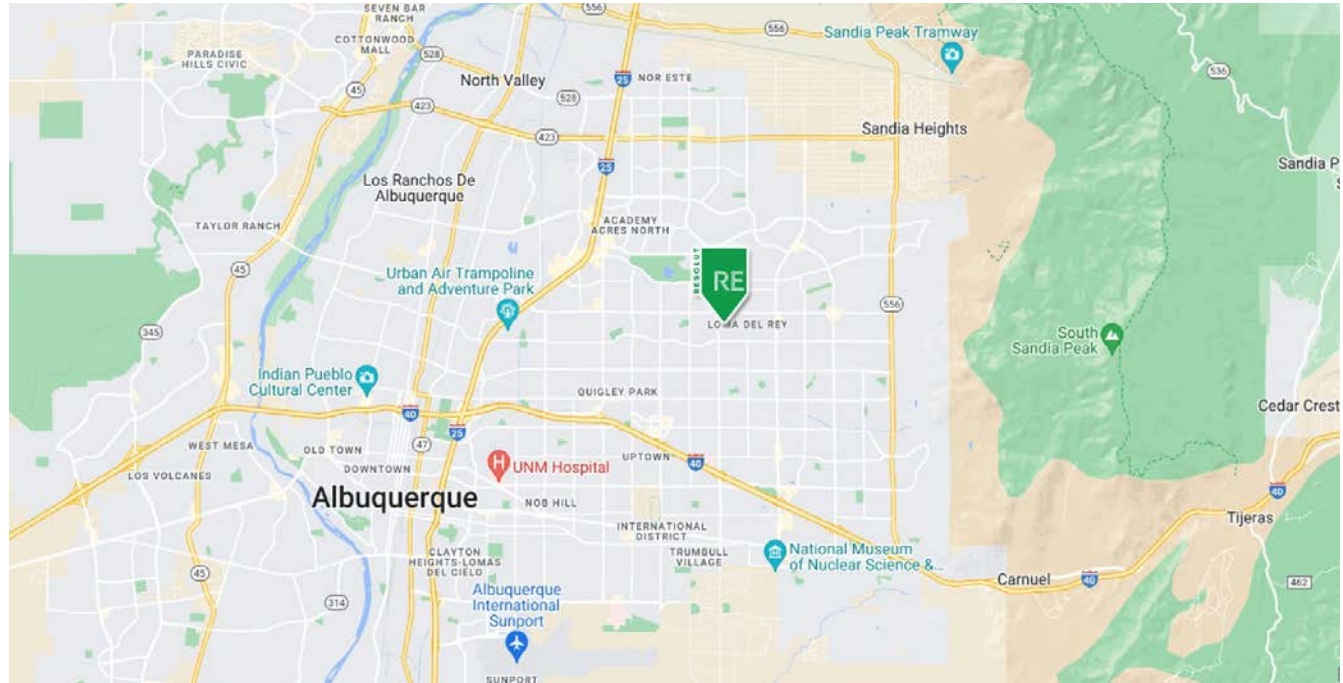 SEVEN BAR
RANCH
COTTONWOOD
MALL
556
556
Sandia Peak Tramway
PARADISE
HILLS CIVIC
528
45
North Valley
25
NOR ESTE
528
536
423
423
Sandia Heights
25
Sandia P
Los Ranchos De
Albuquerque
TAYLOR RANCH
ACADEMY
ACRES NORTH
45
Urban Air Trampoline
and Adventure Park
RESOLUT
RE
556
LOMA DEL REY
345
South
Sandia Peak
Indian Pueblo
Cultural Center
QUIGLEY PARK
40
Cedar Crest
25
47
WEST MESA
OLD TOWN
UPTOWN
40
LOS VOLCANES
DOWNTOWN
H
UNM Hospital
40
Albuquerque
NOB HILL
Tijeras
INTERNATIONAL
DISTRICT
CLAYTON
HEIGHTS-LOMAS
DEL CIELO
TRUMBULL
VILLAGE
National Museum
of Nuclear Science &...
45
Carnuel
40
462
314
Albuquerque
International
Sunport
SUNPORT